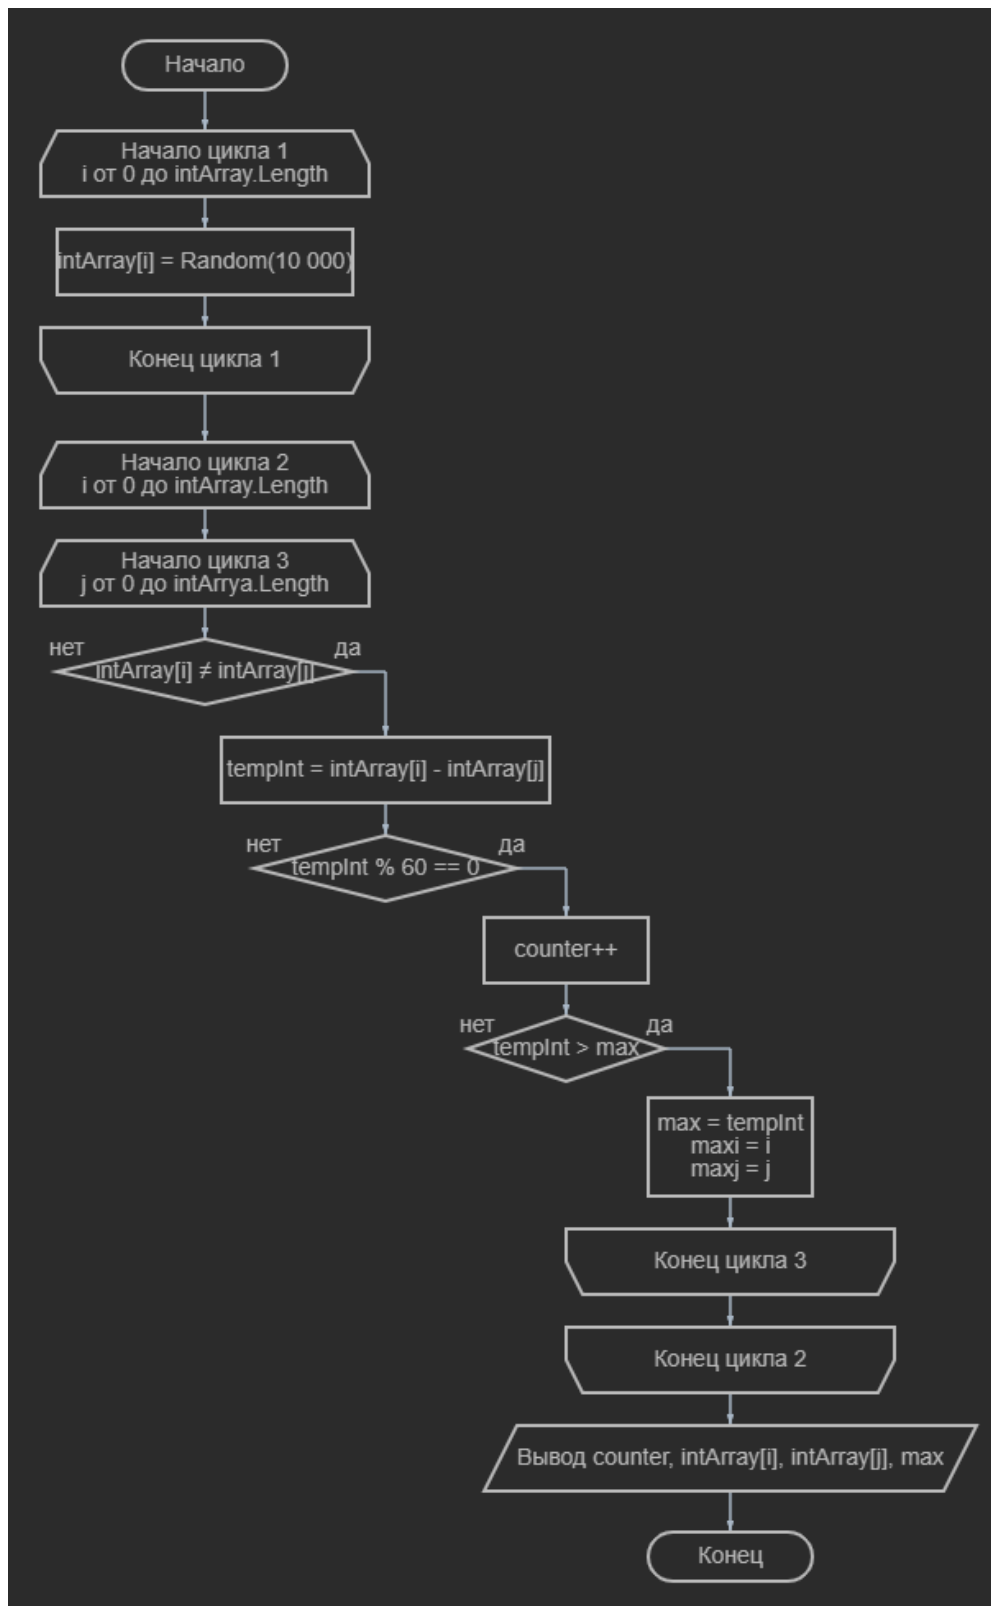 Начало
Начало цикла 1
i от 0 до intArray.Length
intArray[i] = Random(10 000)
Конец цикла 1
Начало цикла 2
i от 0 до intArray.Length
Начало цикла 3
j от 0 до intArrya.Length
нет
да
intArray[i] ≠ intArray[j]
tempInt = intArray[i] - intArray[j]
нет
да
tempInt % 60 == 0
counter++
нет
да
tempInt > max
max = tempInt
maxi = i
maxj = j
Конец цикла 3
Конец цикла 2
Вывод counter, intArray[i], intArray[j], max
Конец